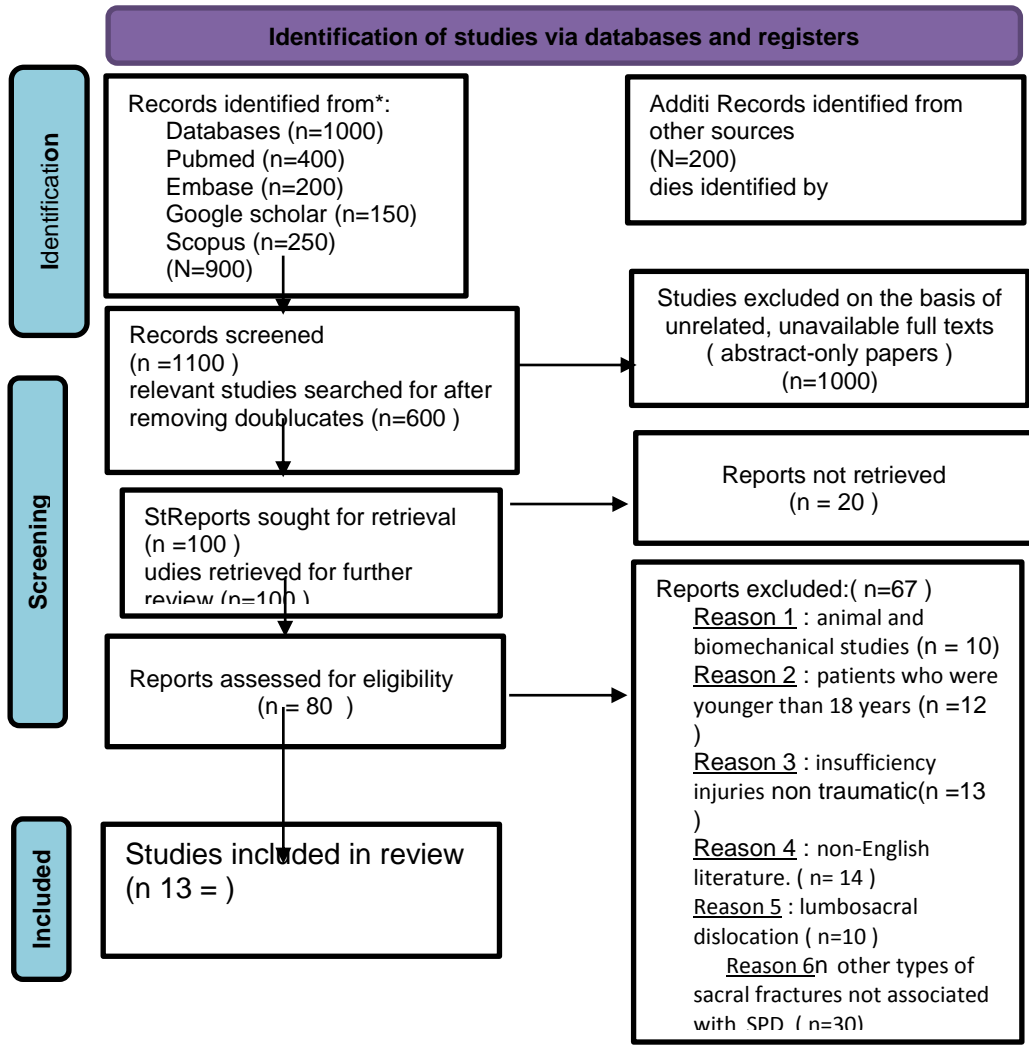 Identification of studies via databases and registers
Identification
Records identified from*:
Databases (n=1000)
Pubmed (n=400)
Embase (n=200)
Google scholar (n=150)
Scopus (n=250)
(N=900)
Additi Records identified from
other sources
(N=200)
dies identified by
Screening
Records screened
(n =1100 )
relevant studies searched for after
removing doublucates (n=600 )
Studies excluded on the basis of
unrelated, unavailable full texts
( abstract-only papers )
(n=1000)
StReports sought for retrieval
(n =100 )
udies retrieved for further
review (n=100 )
Reports not retrieved
(n = 20 )
Reports assessed for eligibility
(n = 80 )
Reports excluded:( n=67 )
Reason 1 : animal and
biomechanical studies (n = 10)
Reason 2 : patients who were
younger than 18 years (n =12
)
Reason 3 : insufficiency
injuries non traumatic(n =13
)
Reason 4 : non-English
literature. ( n= 14 )
Reason 5 : lumbosacral
dislocation ( n=10 )
Reason 6n other types of
sacral fractures not associated
with SPD ( n=30)
Included
Studies included in review
(n 13 = )